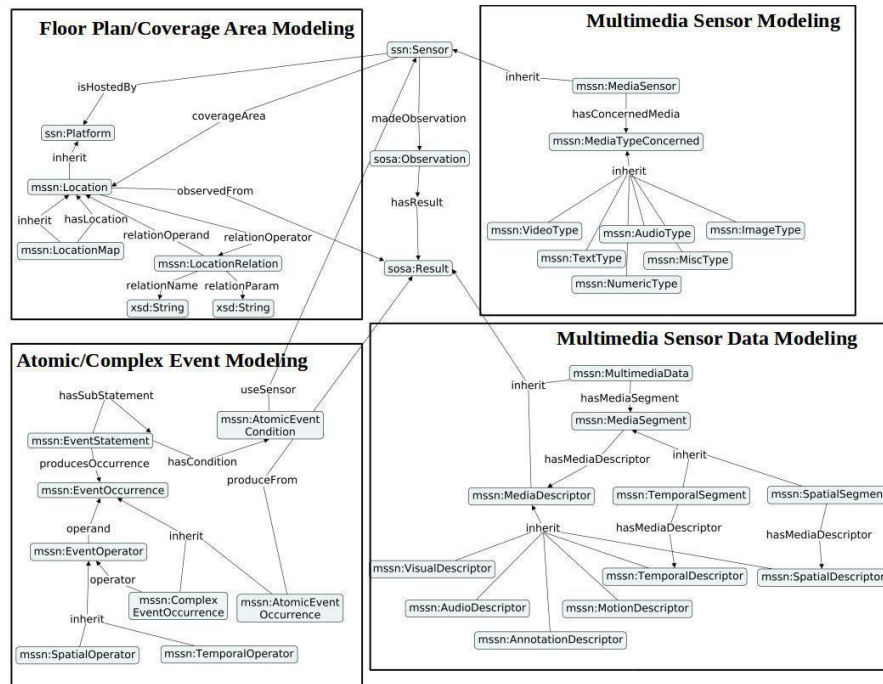 Floor Plan/Coverage Area Modeling
ssn:Sensor
isHostedBy
coverageArea
madeObservation
ssn:Platform
inherit
sosa:Observation
mssn:Location
observedFrom
hasResult
inherit
hasLocation
relationOperand
relationOperator
mssn:LocationMap
mssn:LocationRelation
sosa:Result
relationName
relationParam
xsd:String
xsd:String
Multimedia Sensor Modeling
inherit
mssn:MediaSensor
hasConcernedMedia
mssn:MediaTypeConcerned
inherit
mssn:VideoType
mssn:AudioType
mssn:ImageType
mssn:TextType
mssn:MiscType
mssn:NumericType
Atomic/Complex Event Modeling
hasSubStatement
useSensor
mssn:AtomicEvent
Condition
mssn:EventStatement
hasCondition
producesOccurrence
produceFrom
mssn:EventOccurrence
operand
inherit
mssn:EventOperator
operator
mssn:Complex
EventOccurrence
mssn:AtomicEvent
Occurrence
inherit
mssn:SpatialOperator
mssn:TemporalOperator
Multimedia Sensor Data Modeling
mssn:MultimediaData
inherit
hasMediaSegment
mssn:MediaSegment
hasMediaDescriptor
inherit
mssn:MediaDescriptor
mssn:TemporalSegment
mssn:SpatialSegment
inherit
hasMediaDescriptor
hasMediaDescriptor
mssn:VisualDescriptor
mssn:TemporalDescriptor
mssn:SpatialDescriptor
mssn:AudioDescriptor
mssn:MotionDescriptor
mssn:AnnotationDescriptor